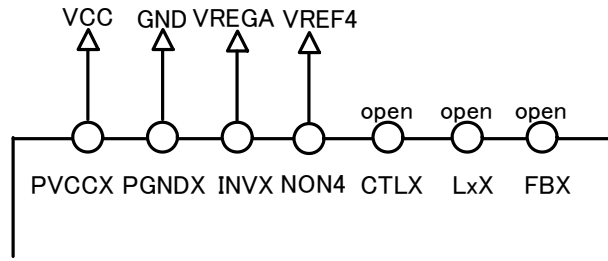 VCC GND VREGA VREF4
open open open
PVCCX PGNDX INVX NON4 CTLX LxX FBX